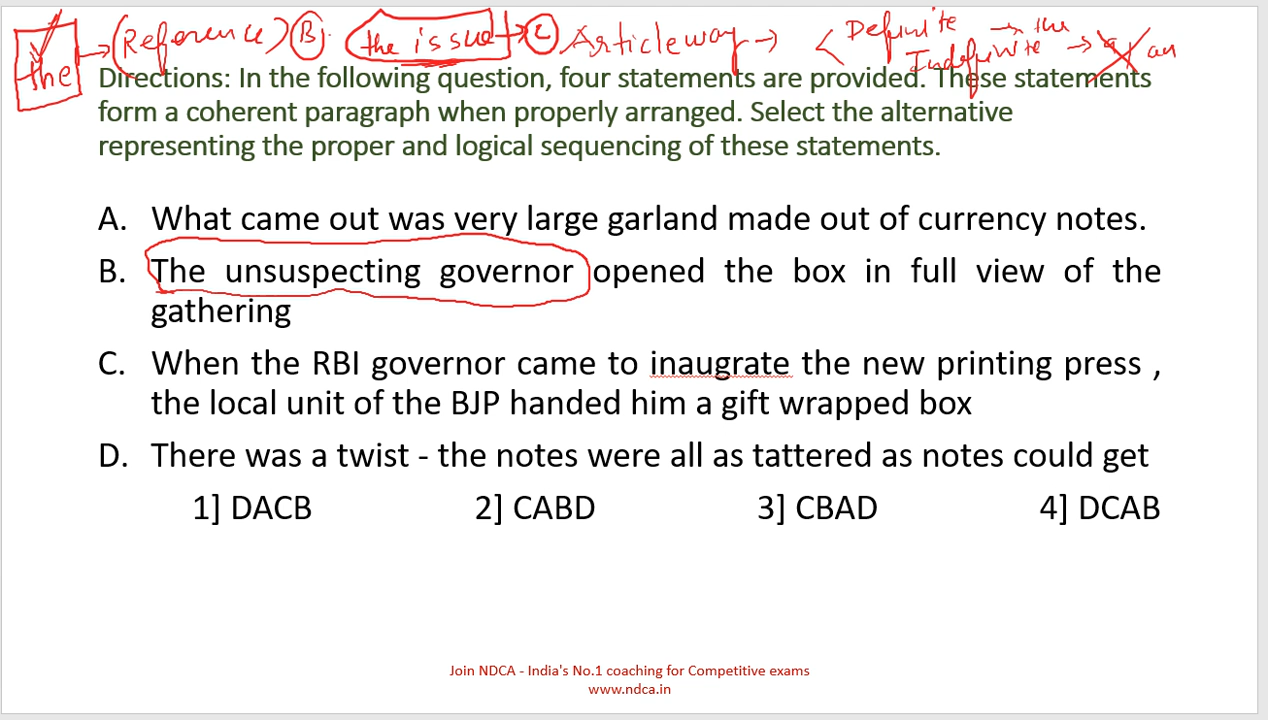 the (Reference) B. the issue C Article way Definite the
Indefinite a an
Directions: In the following question, four statements are provided. These statements
form a coherent paragraph when properly arranged. Select the alternative
representing the proper and logical sequencing of these statements.
A. What came out was very large garland made out of currency notes.
B. The unsuspecting governor opened the box in full view of the
gathering
C. When the RBI governor came to inaugrate the new printing press ,
the local unit of the BJP handed him a gift wrapped box
D. There was a twist - the notes were all as tattered as notes could get
1] DACB 2] CABD 3] CBAD 4] DCAB
Join NDCA - India's No.1 coaching for Competitive exams
www.ndca.in